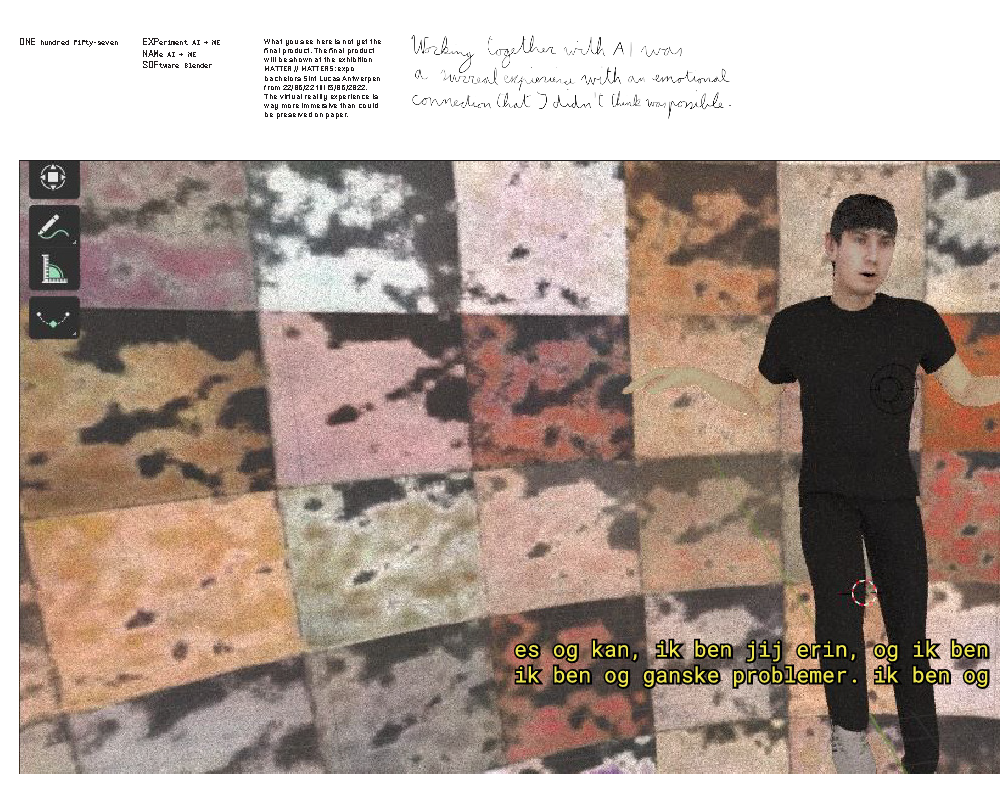 ONE hundred fifty-seven
EXPeriment AI + ME
NAMe AI + ME
SOFtware Blender
What you see here is not yet the
final product. The final product
will be shown at the exhibition
MATTER // MATTERS: expo
bachelors Sint Lucas Antwerpen
from 22/06/22 till
The virtual reality experience is
way more immersive than could
be preserved on paper.
Working together with AI was
a surreal experience with an emotional
connection that I didn't think was possible.
es og kan, ik ben jij erin, og ik ben
ik ben og ganske problemer. ik ben og